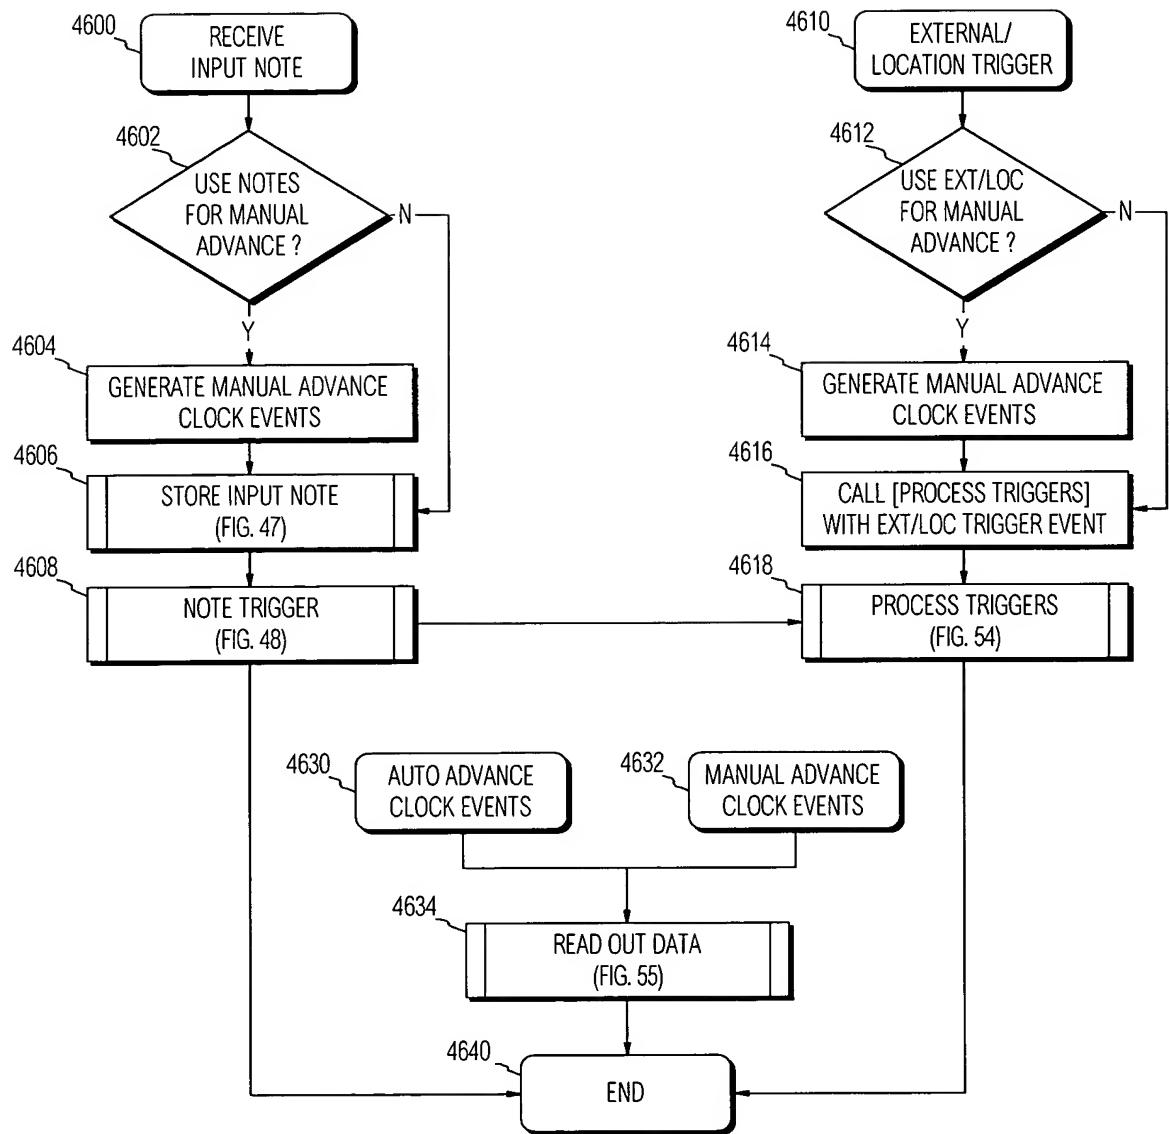 4600
RECEIVE
INPUT NOTE
4602
USE NOTES
FOR MANUAL
ADVANCE ?
N
Y
4604
GENERATE MANUAL ADVANCE
CLOCK EVENTS
4606
STORE INPUT NOTE
(FIG. 47)
4608
NOTE TRIGGER
(FIG. 48)
4610
EXTERNAL/
LOCATION TRIGGER
4612
USE EXT/LOC
FOR MANUAL
ADVANCE ?
N
Y
4614
GENERATE MANUAL ADVANCE
CLOCK EVENTS
4616
CALL [PROCESS TRIGGERS]
WITH EXT/LOC TRIGGER EVENT
4618
PROCESS TRIGGERS
(FIG. 54)
4630
AUTO ADVANCE
CLOCK EVENTS
4632
MANUAL ADVANCE
CLOCK EVENTS
4634
READ OUT DATA
(FIG. 55)
4640
END